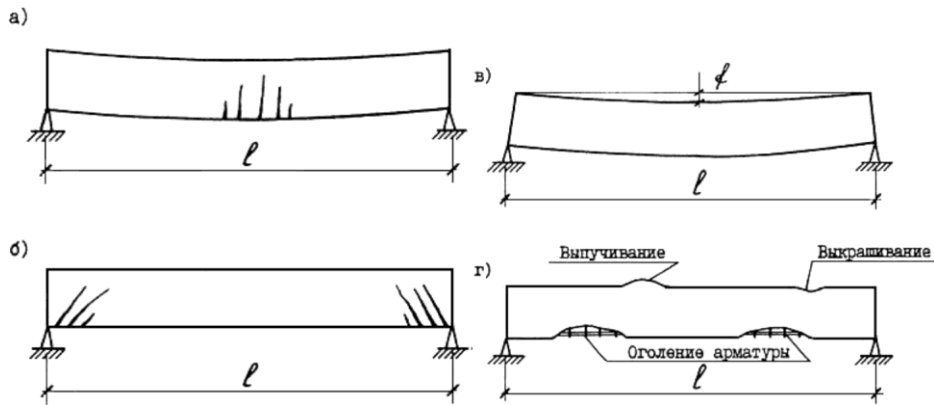 а)
ℓ
б)
ℓ
в)
f
ℓ
г)
Выпучивание
Выкрашивание
Оголение арматуры
ℓ